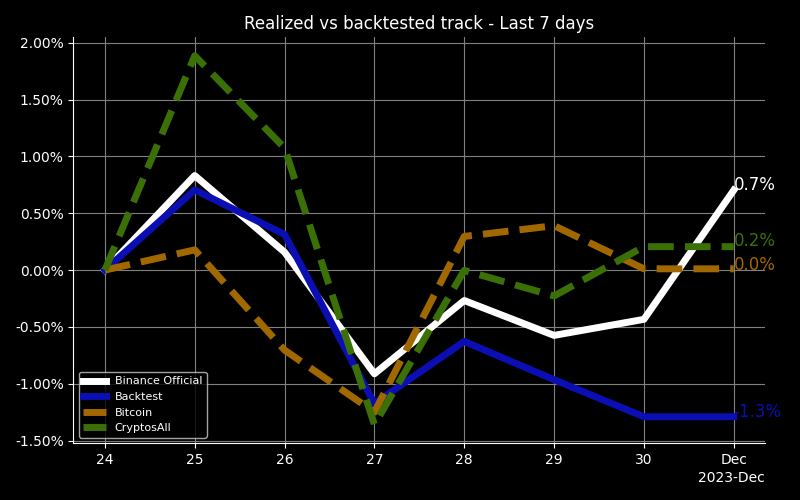 Realized vs backtested track - Last 7 days
2.00%
1.50%
1.00%
0.50%
0.00%
-0.50%
-1.00%
-1.50%
0.7%
0.2%
0.0%
-1.3%
Binance Official
Backtest
Bitcoin
CryptosAll
24 25 26 27 28 29 30 Dec
2023-Dec